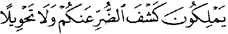 يَمۡلِكُونَ كَشۡفَ ٱلضُّرِّ عَنكُمۡ وَلَا تَحۡوِيلًا